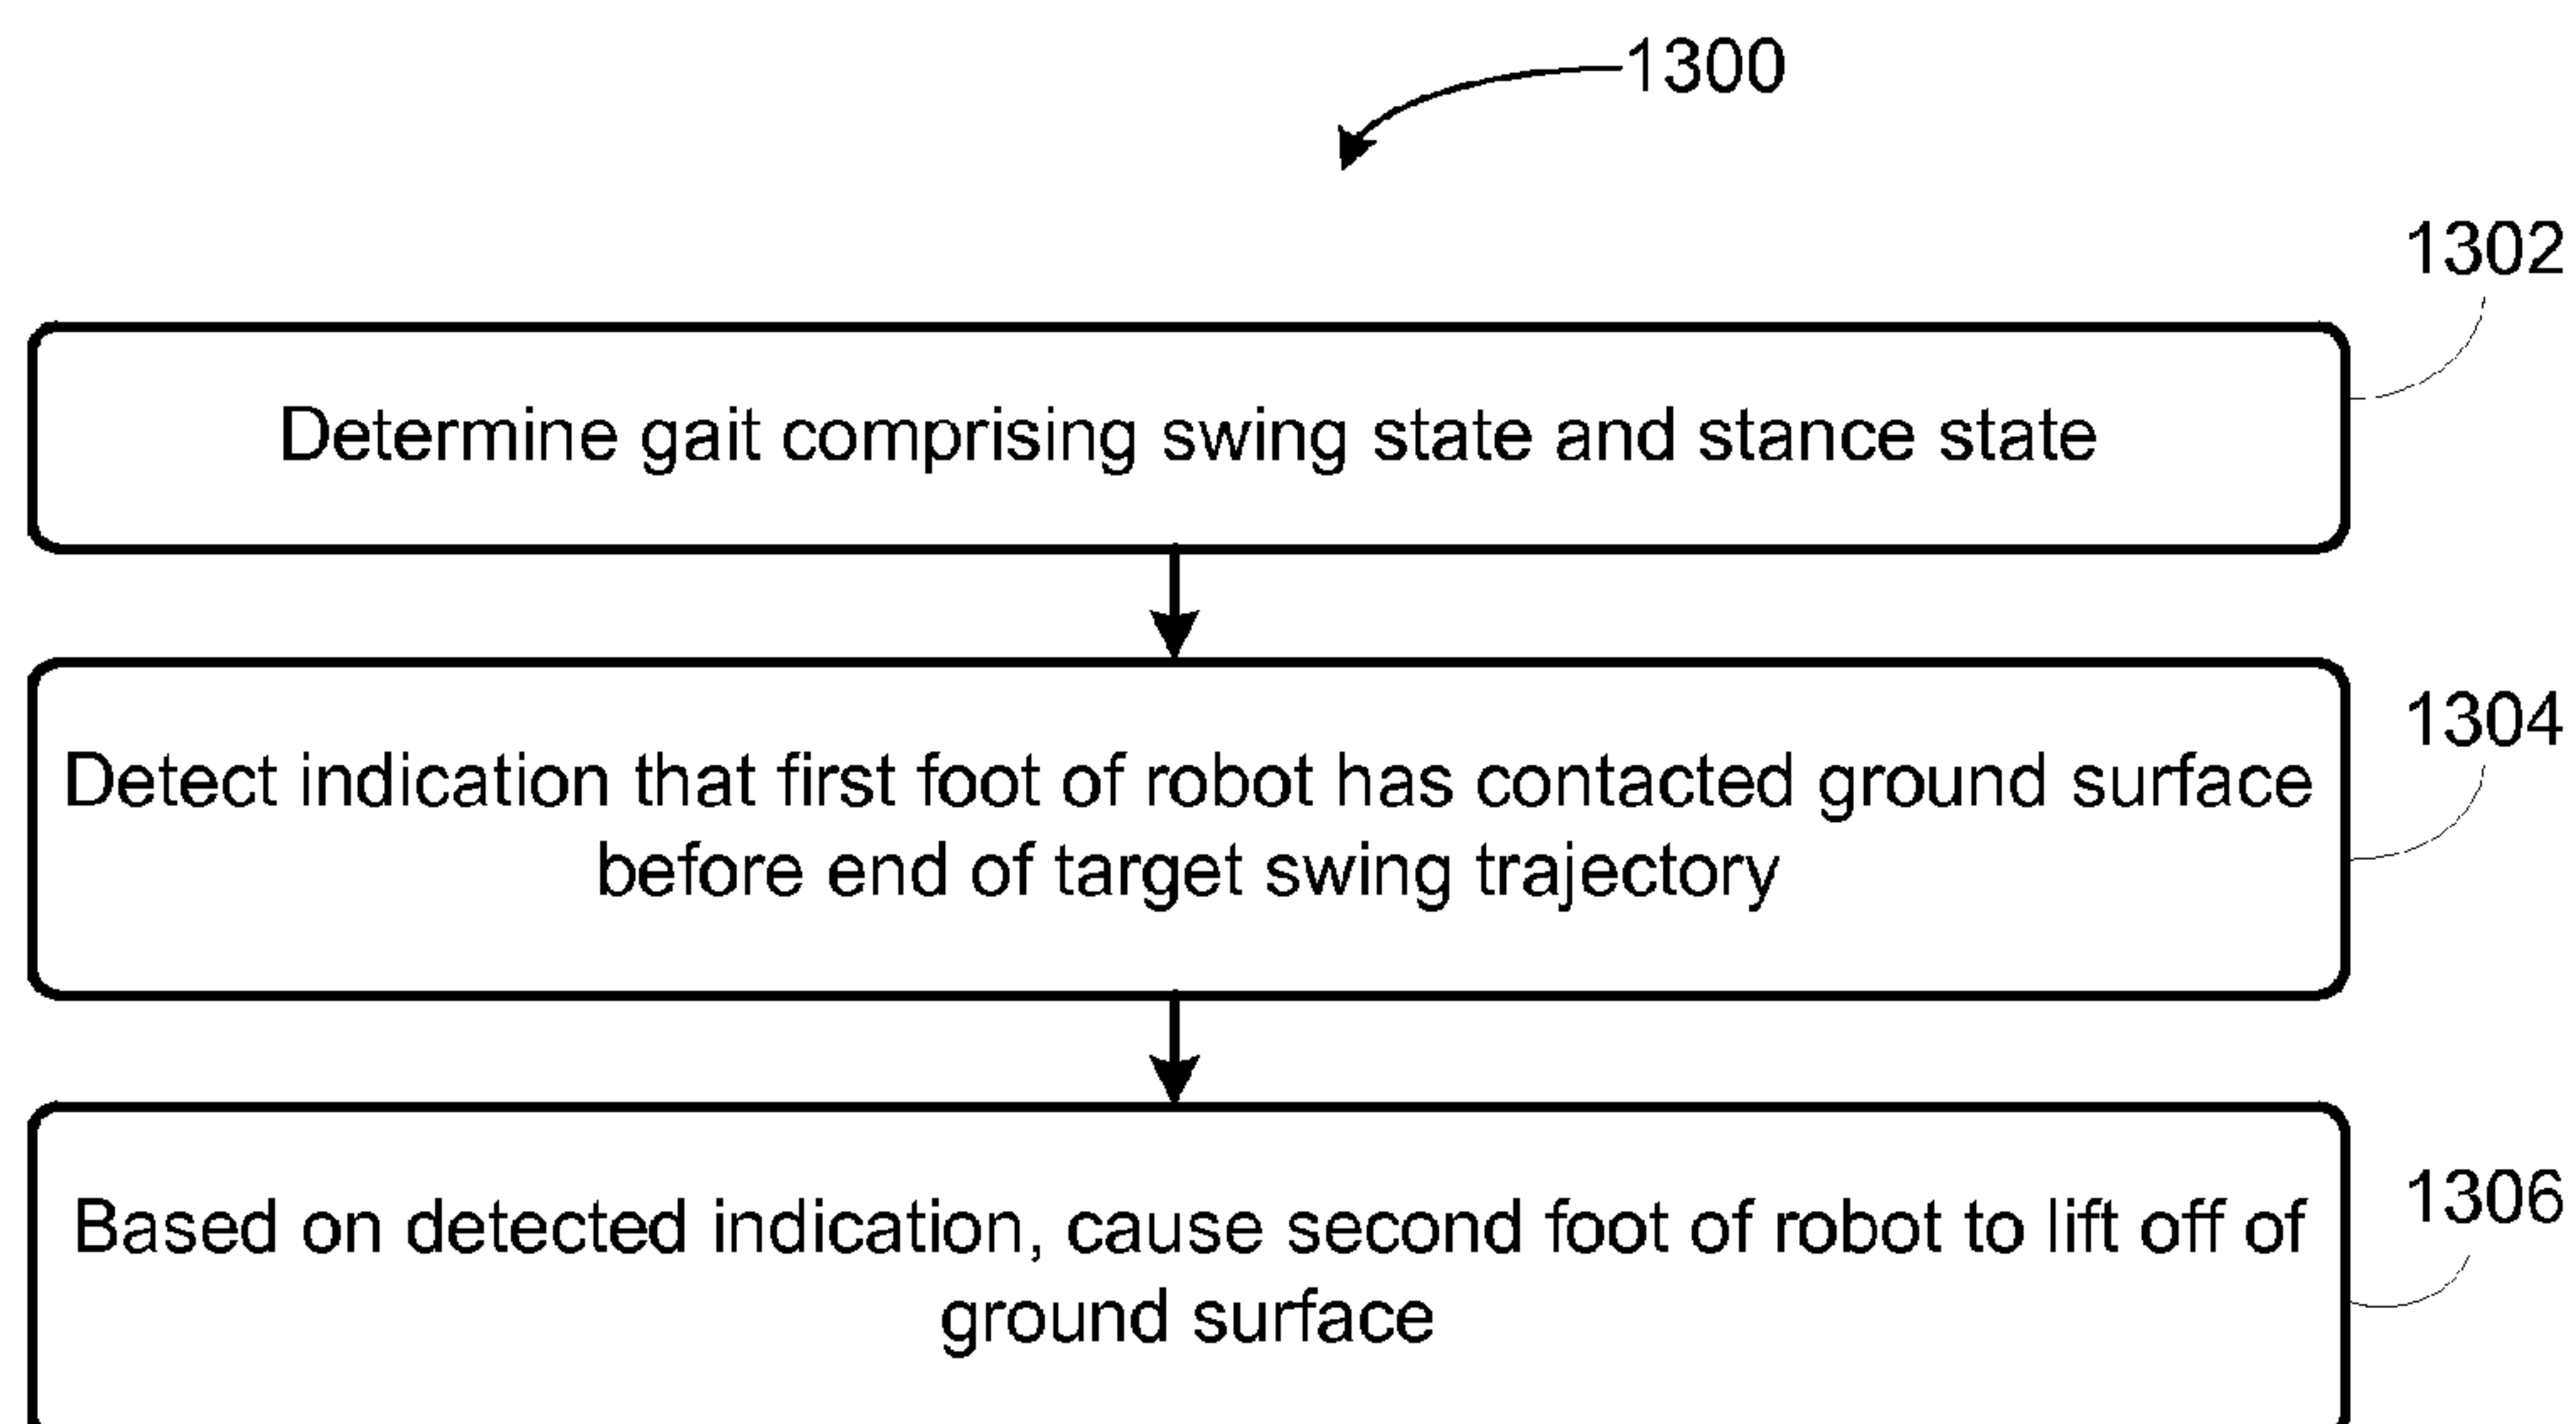 1300
1302
Determine gait comprising swing state and stance state
1304
Detect indication that first foot of robot has contacted ground surface
before end of target swing trajectory
1306
Based on detected indication, cause second foot of robot to lift off of
ground surface